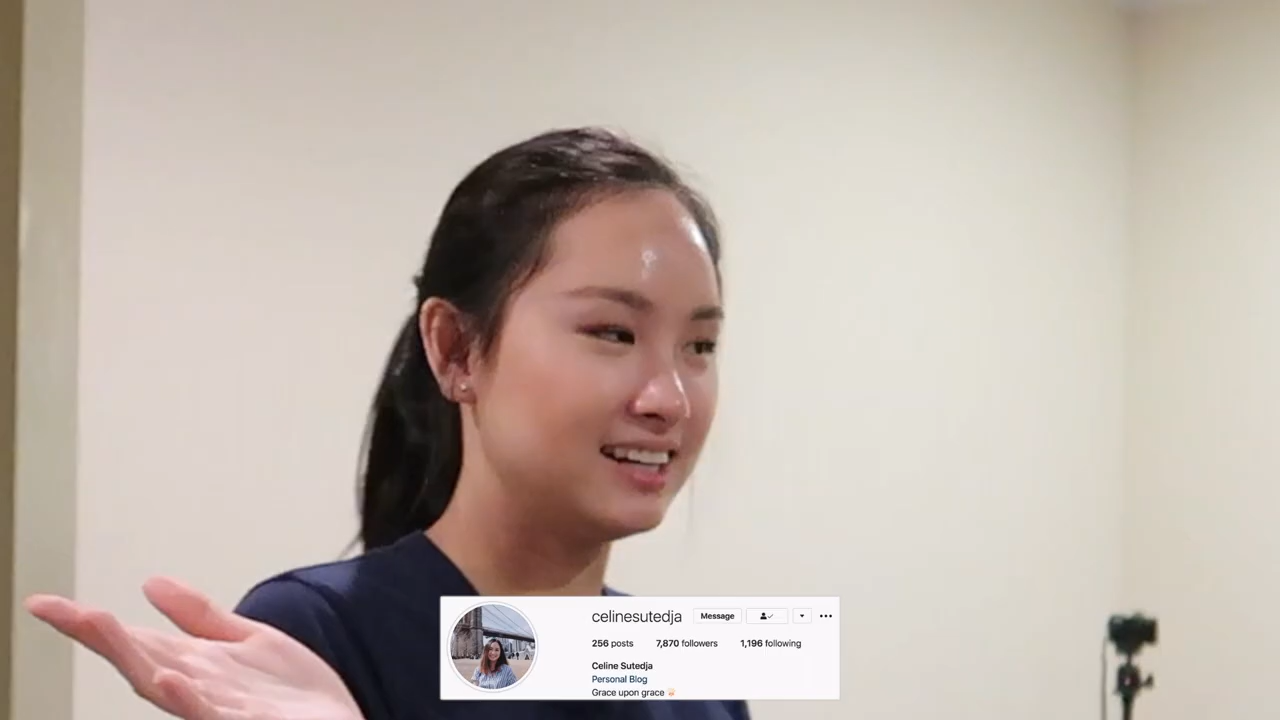 celinesutedja Message
256 posts 7,870 followers 1,196 following
Celine Sutedja
Personal Blog
Grace upon grace